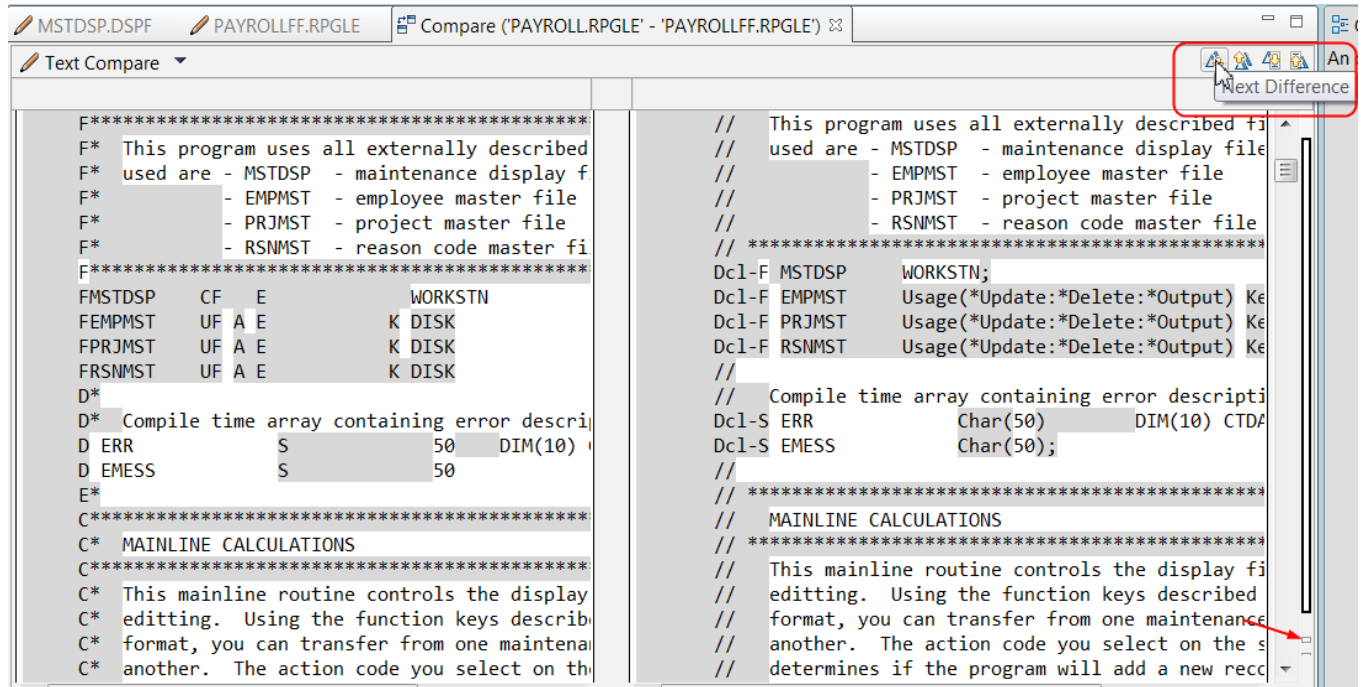 MSTDSP.DSPF PAYROLLFF.RPGLE Compare ('PAYROLL.RPGLE' - 'PAYROLLFF.RPGLE')
Text Compare
An
Next Difference
F*********************************************
F* This program uses all externally described
F* used are - MSTDSP - maintenance display
F* - EMPMST - employee master file
F* - PRJMST - project master file
F* - RSNMST - reason code master
F*********************************************
FMSTDSP CF E WORKSTN
FEMPMST UF A E K DISK
FPRJMST UF A E K DISK
FRSNMST UF A E K DISK
D*
D* Compile time array containing error
D ERR S 50 DIM(10)
D EMESS S 50
E*
C*********************************************
C* MAINLINE CALCULATIONS
C*********************************************
C* This mainline routine controls the display
C* editting. Using the function keys
C* format, you can transfer from one
C* another. The action code you select on
// This program uses all externally described
// used are - MSTDSP - maintenance display file
// - EMPMST - employee master file
// - PRJMST - project master file
// - RSNMST - reason code master file
// **********************************************
Dcl-F MSTDSP WORKSTN;
Dcl-F EMPMST Usage(*Update:*Delete:*Output) Ke
Dcl-F PRJMST Usage(*Update:*Delete:*Output) Ke
Dcl-F RSNMST Usage(*Update:*Delete:*Output) Ke
//
// Compile time array containing error descripti
Dcl-S ERR Char(50) DIM(10) CTDA
Dcl-S EMESS Char(50);
//
// **********************************************
// MAINLINE CALCULATIONS
// **********************************************
// This mainline routine controls the display fi
// editting. Using the function keys described
// format, you can transfer from one maintenance
// another. The action code you select on the s
// determines if the program will add a new reco